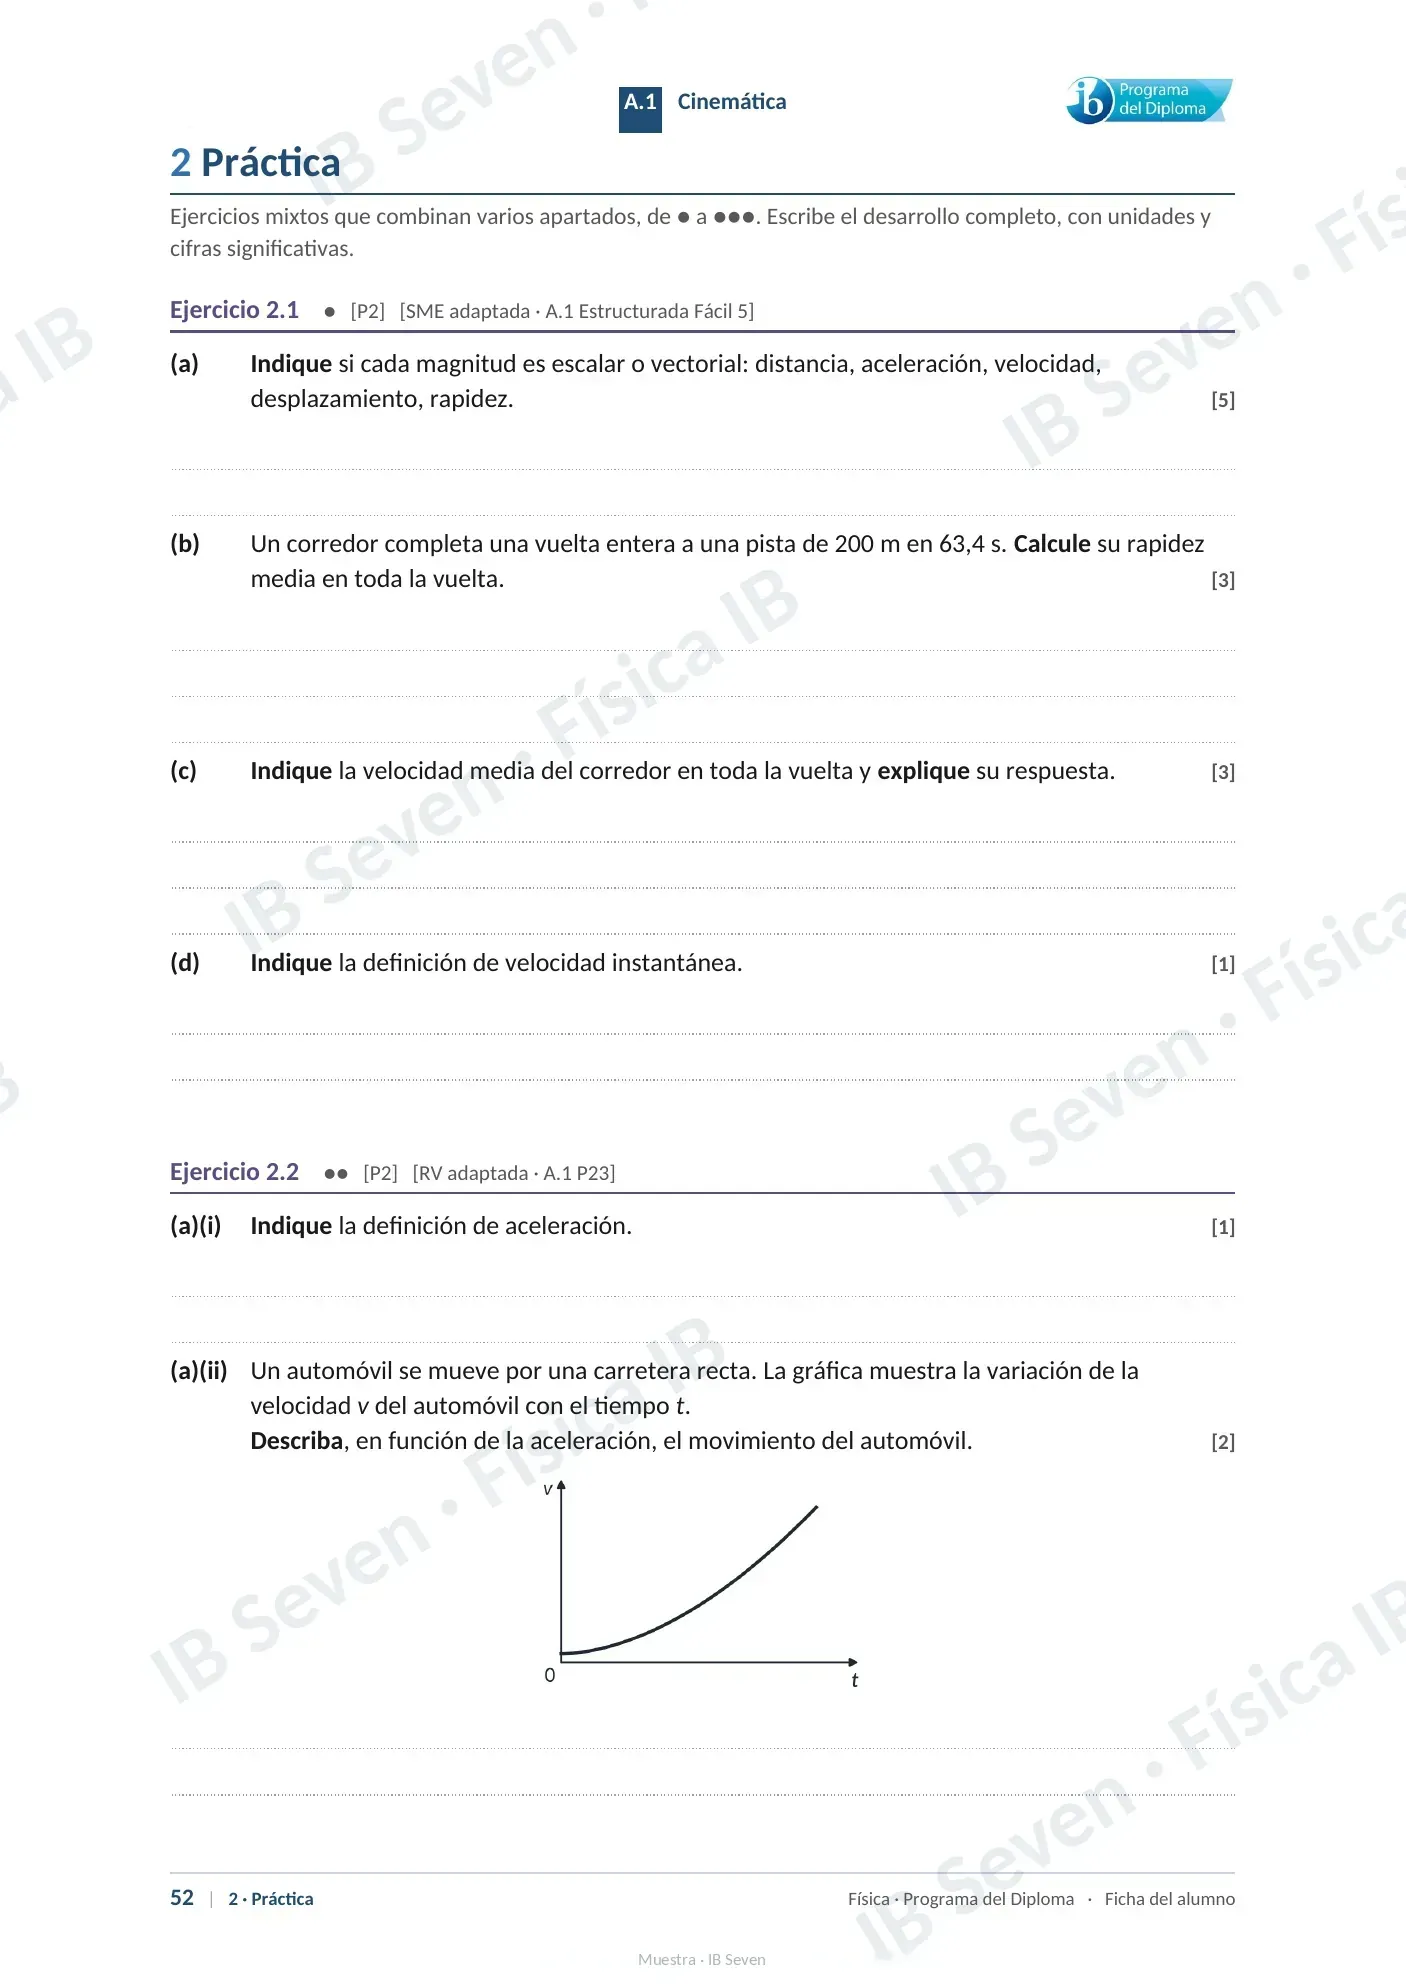 A.1 Cinemática
Programa
del Diploma
2 Práctica
Ejercicios mixtos que combinan varios apartados, de ● a ●●●. Escribe el desarrollo completo, con unidades y
cifras significativas.
Ejercicio 2.1 ● [P2] [SME adaptada · A.1 Estructurada Fácil 5]
(a) Indique si cada magnitud es escalar o vectorial: distancia, aceleración, velocidad,
desplazamiento, rapidez. [5]
(b) Un corredor completa una vuelta entera a una pista de 200 m en 63,4 s. Calcule su rapidez
media en toda la vuelta. [3]
(c) Indique la velocidad media del corredor en toda la vuelta y explique su respuesta. [3]
(d) Indique la definición de velocidad instantánea. [1]
Ejercicio 2.2 ●● [P2] [RV adaptada · A.1 P23]
(a)(i) Indique la definición de aceleración. [1]
(a)(ii) Un automóvil se mueve por una carretera recta. La gráfica muestra la variación de la
velocidad v del automóvil con el tiempo t.
Describa, en función de la aceleración, el movimiento del automóvil. [2]
v
0
t
52 | 2 · Práctica Física · Programa del Diploma · Ficha del alumno
Muestra · IB Seven
IB Seven · Física IB